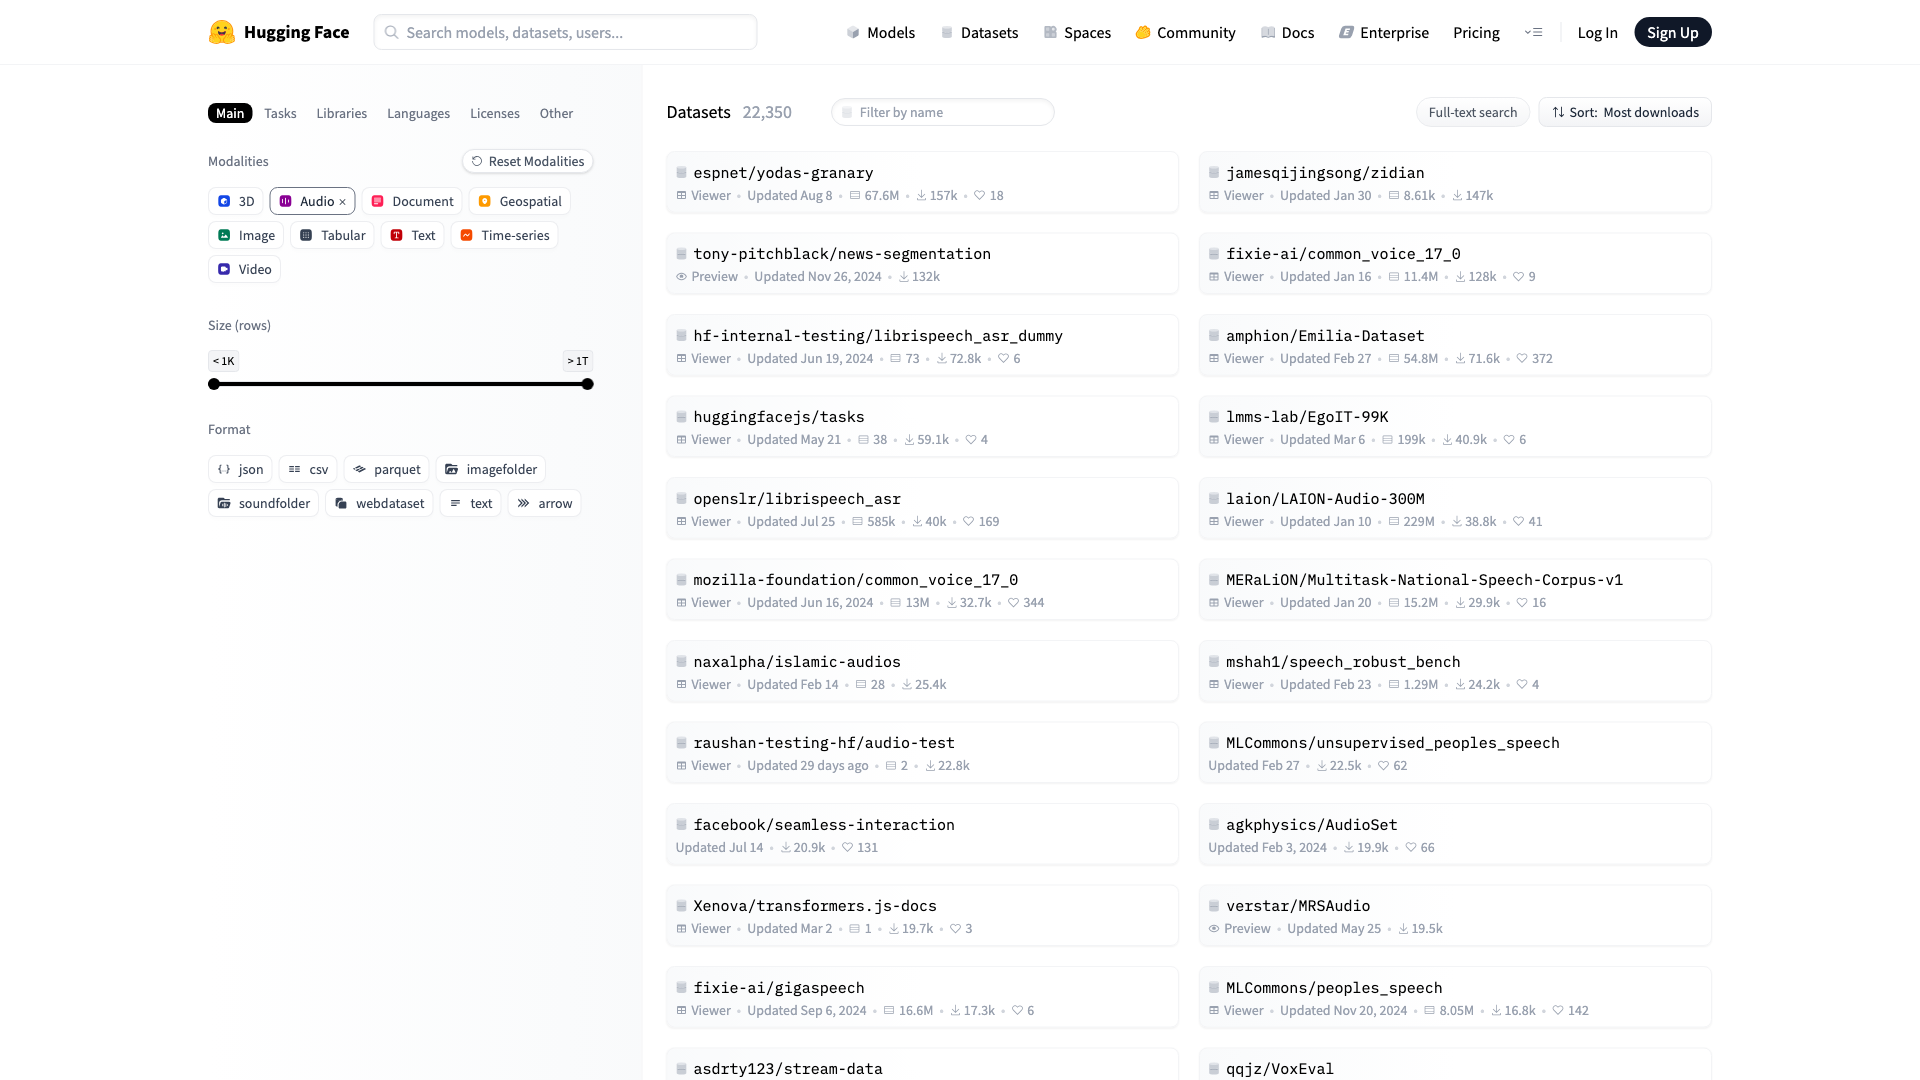 Hugging Face
Search models, datasets, users...
Models
Datasets
Spaces
Community
Docs
Enterprise
Pricing
Log In
Sign Up
Main
Tasks
Libraries
Languages
Licenses
Other
Modalities
Reset Modalities
3D
Audio ×
Document
Geospatial
Image
Tabular
Text
Time-series
Video
Size (rows)
< 1K
> 1T
Format
json
csv
parquet
imagefolder
soundfolder
webdataset
text
arrow
Datasets 22,350
Filter by name
Full-text search
Sort: Most downloads
espnet/yodas-granary
Viewer • Updated Aug 8 • 67.6M • 157k • 18
jamesqijingsong/zidian
Viewer • Updated Jan 30 • 8.61k • 147k
tony-pitchblack/news-segmentation
Preview • Updated Nov 26, 2024 • 132k
fixie-ai/common_voice_17_0
Viewer • Updated Jan 16 • 11.4M • 128k • 9
hf-internal-testing/librispeech_asr_dummy
Viewer • Updated Jun 19, 2024 • 73 • 72.8k • 6
amphion/Emilia-Dataset
Viewer • Updated Feb 27 • 54.8M • 71.6k • 372
huggingfacejs/tasks
Viewer • Updated May 21 • 38 • 59.1k • 4
lmms-lab/EgoIT-99K
Viewer • Updated Mar 6 • 199k • 40.9k • 6
openslr/librispeech_asr
Viewer • Updated Jul 25 • 585k • 40k • 169
laion/LAION-Audio-300M
Viewer • Updated Jan 10 • 229M • 38.8k • 41
mozilla-foundation/common_voice_17_0
Viewer • Updated Jun 16, 2024 • 13M • 32.7k • 344
MERaLiON/Multitask-National-Speech-Corpus-v1
Viewer • Updated Jan 20 • 15.2M • 29.9k • 16
naxalpha/islamic-audios
Viewer • Updated Feb 14 • 28 • 25.4k
mshah1/speech_robust_bench
Viewer • Updated Feb 23 • 1.29M • 24.2k • 4
raushan-testing-hf/audio-test
Viewer • Updated 29 days ago • 2 • 22.8k
MLCommons/unsupervised_peoples_speech
Updated Feb 27 • 22.5k • 62
facebook/seamless-interaction
Updated Jul 14 • 20.9k • 131
agkphysics/AudioSet
Updated Feb 3, 2024 • 19.9k • 66
Xenova/transformers.js-docs
Viewer • Updated Mar 2 • 1 • 19.7k • 3
verstar/MRSAudio
Preview • Updated May 25 • 19.5k
fixie-ai/gigaspeech
Viewer • Updated Sep 6, 2024 • 16.6M • 17.3k • 6
MLCommons/peoples_speech
Viewer • Updated Nov 20, 2024 • 8.05M • 16.8k • 142
asdrty123/stream-data
qqjz/VoxEval